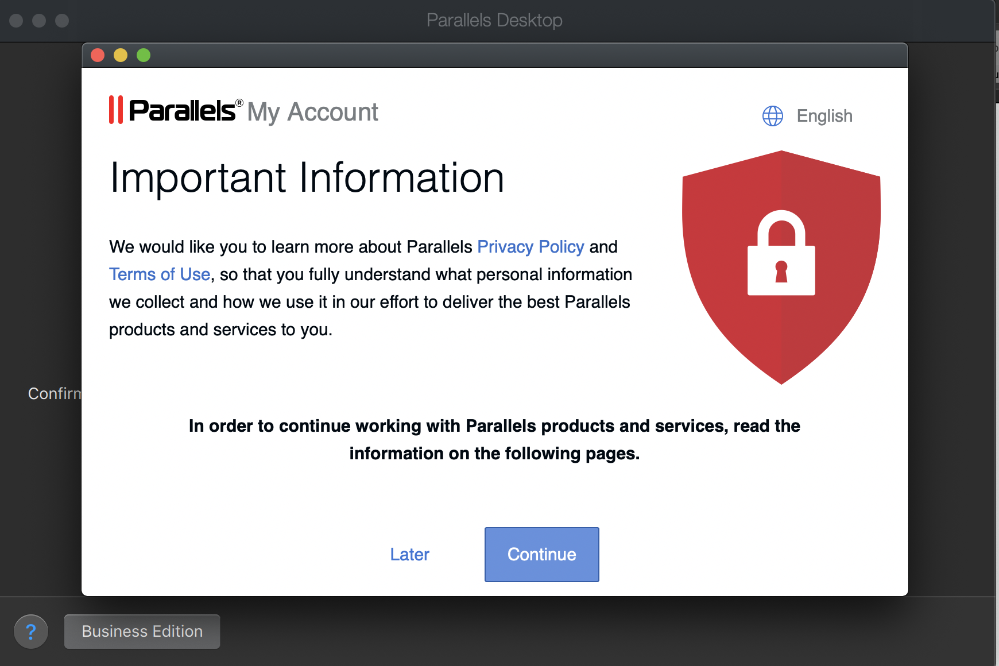 Parallels Desktop
Parallels® My Account
English
Important Information
We would like you to learn more about Parallels Privacy Policy and
Terms of Use, so that you fully understand what personal information
we collect and how we use it in our effort to deliver the best Parallels
products and services to you.
Confirm
In order to continue working with Parallels products and services, read the
information on the following pages.
Later
Continue
?
Business Edition